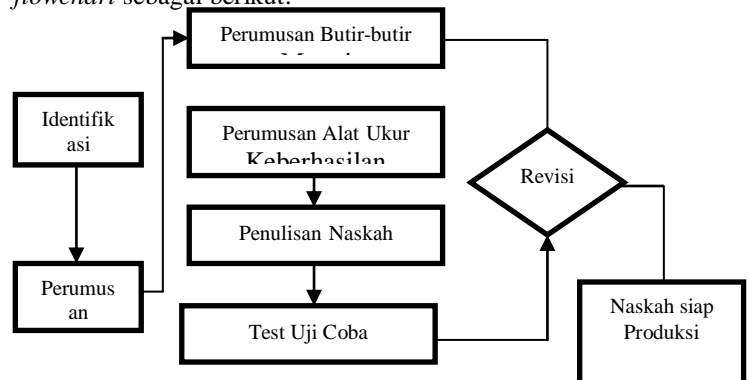 sebagai berikut:
Perumusan Butir-butir
Identifik
asi
Perumusan Alat Ukur
Keberhasilan
Revisi
Penulisan Naskah
Perumus
an
Test Uji Coba
Naskah siap
Produksi